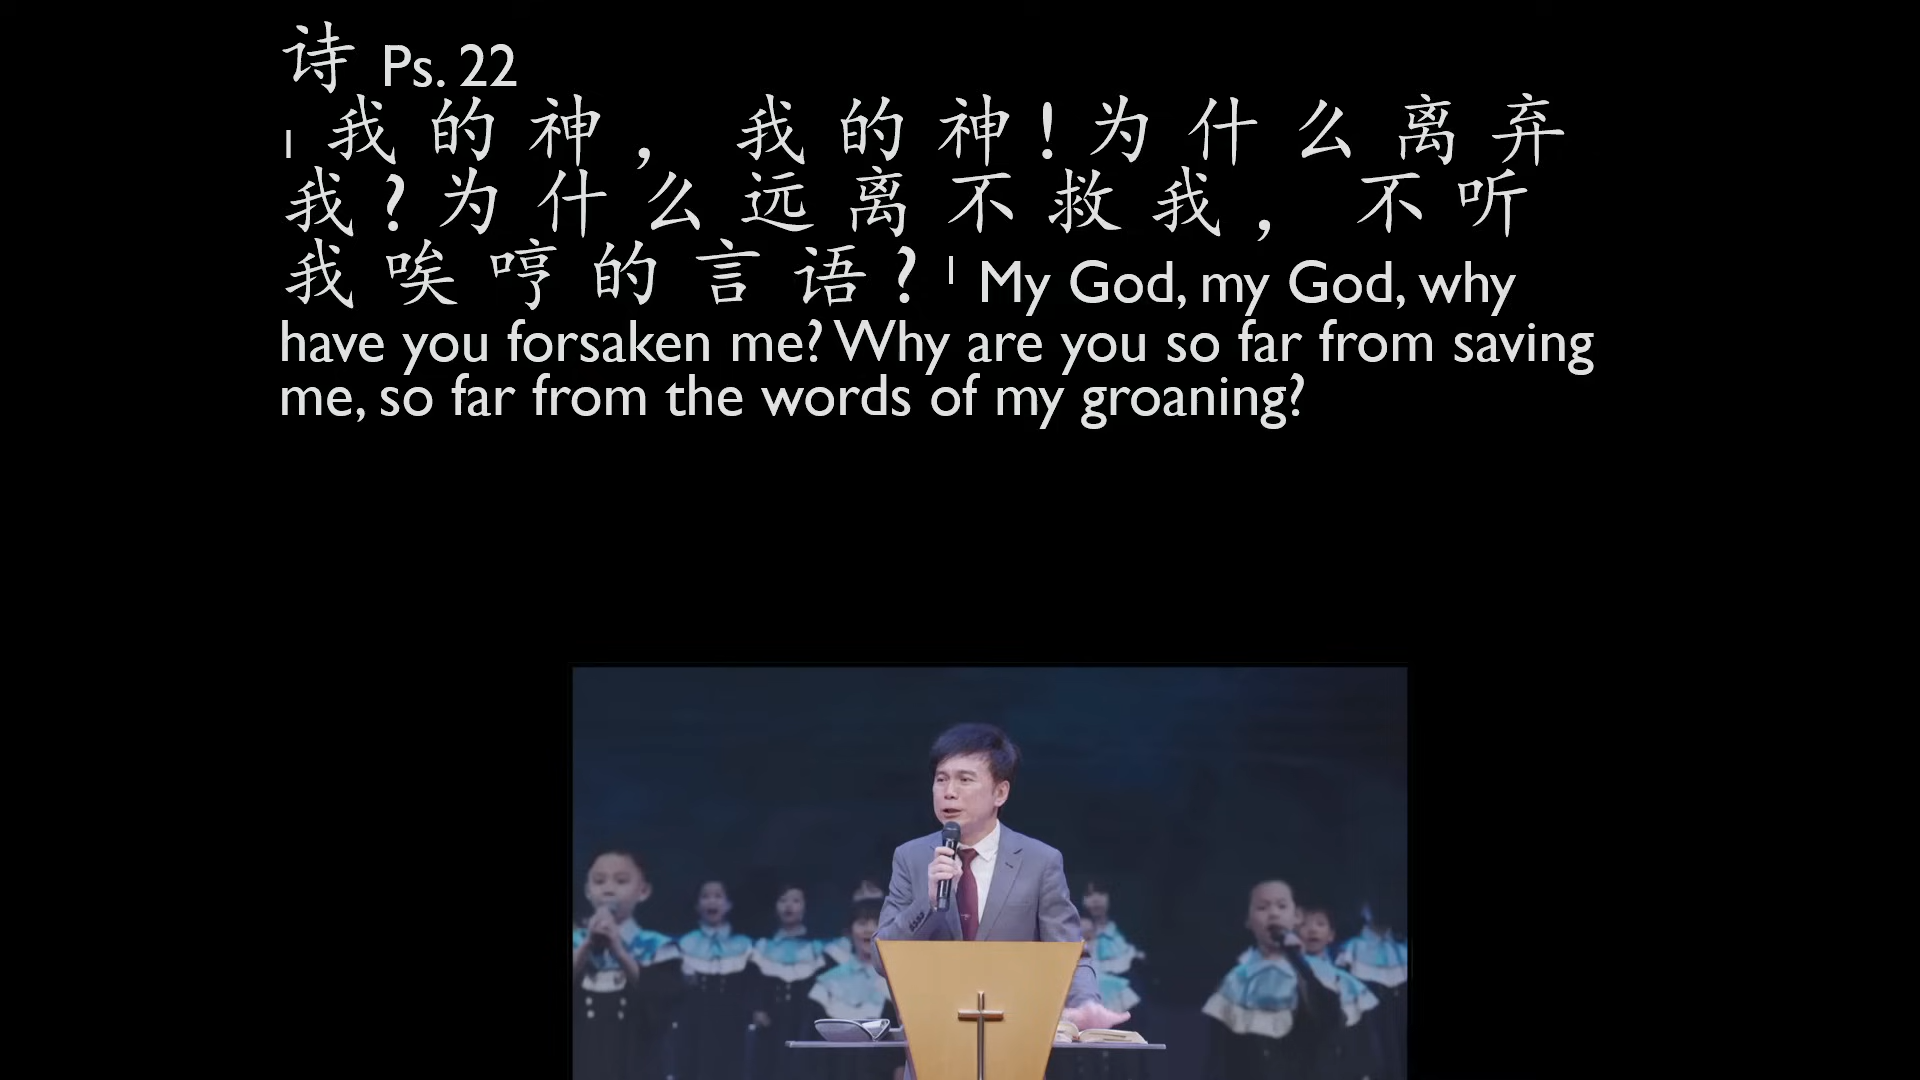 诗 Ps. 22
1 我的神，我的神！为什么离弃
我？为什么远离不救我，不听
我唉哼的言语？1 My God, my God, why
have you forsaken me? Why are you so far from saving
me, so far from the words of my groaning?